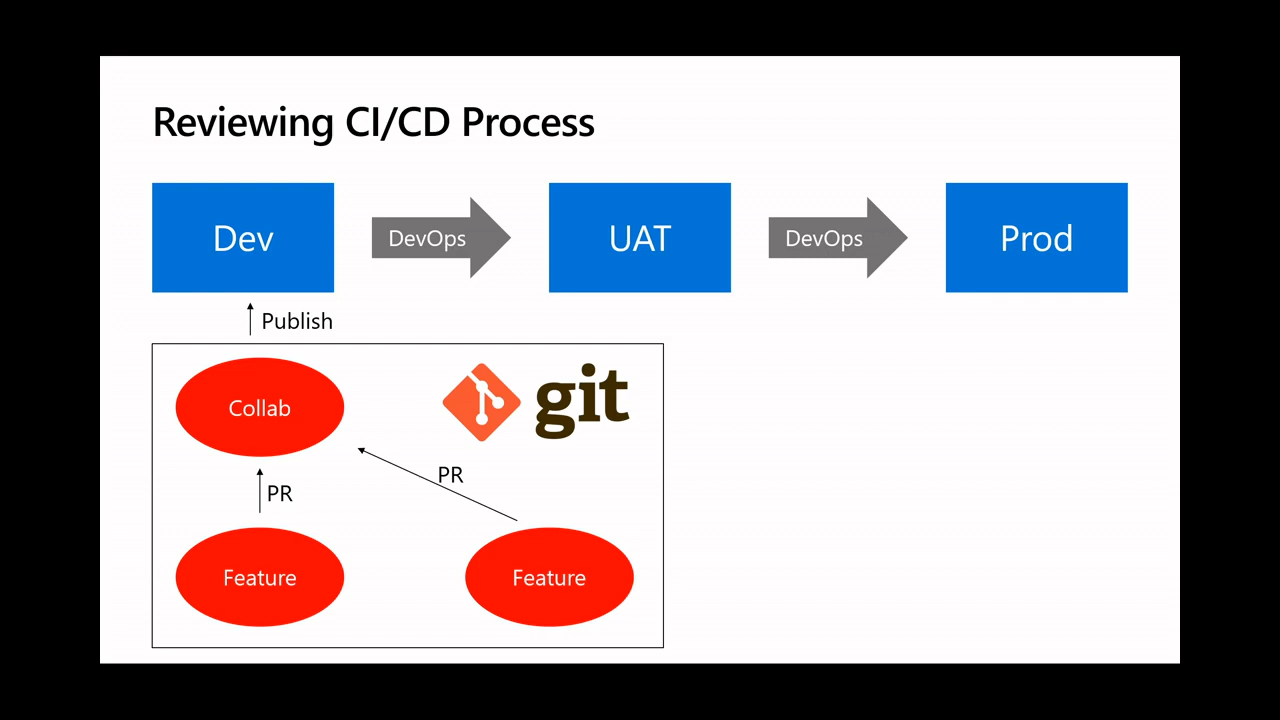 Reviewing CI/CD Process
Dev
DevOps
UAT
DevOps
Prod
Publish
Collab
git
PR
PR
Feature
Feature